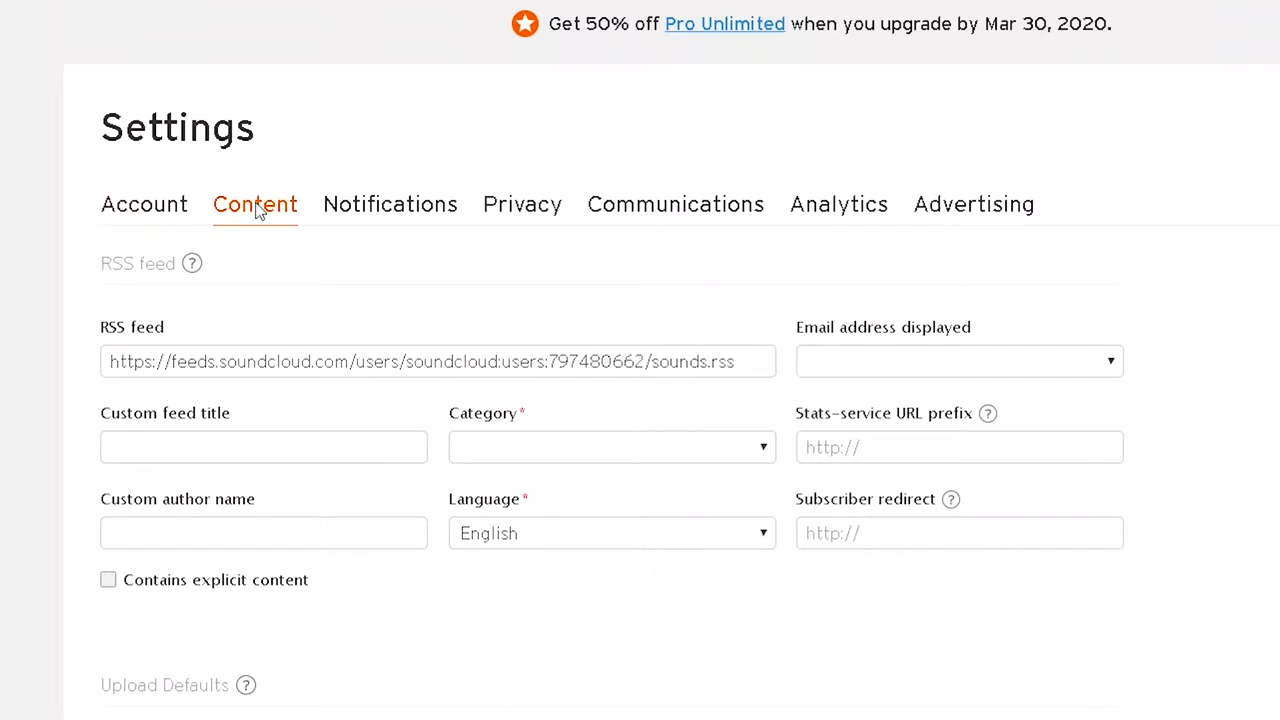 Get 50% off Pro Unlimited when you upgrade by Mar 30, 2020.
Settings
Account Content Notifications Privacy Communications Analytics Advertising
RSS feed ?
RSS feed Email address displayed
https://feeds.soundcloud.com/users/soundcloud:users:797480662/sounds.rss
Custom feed title Category* Stats-service URL prefix ?
http://
Custom author name Language* Subscriber redirect ?
English http://
Contains explicit content
Upload Defaults ?